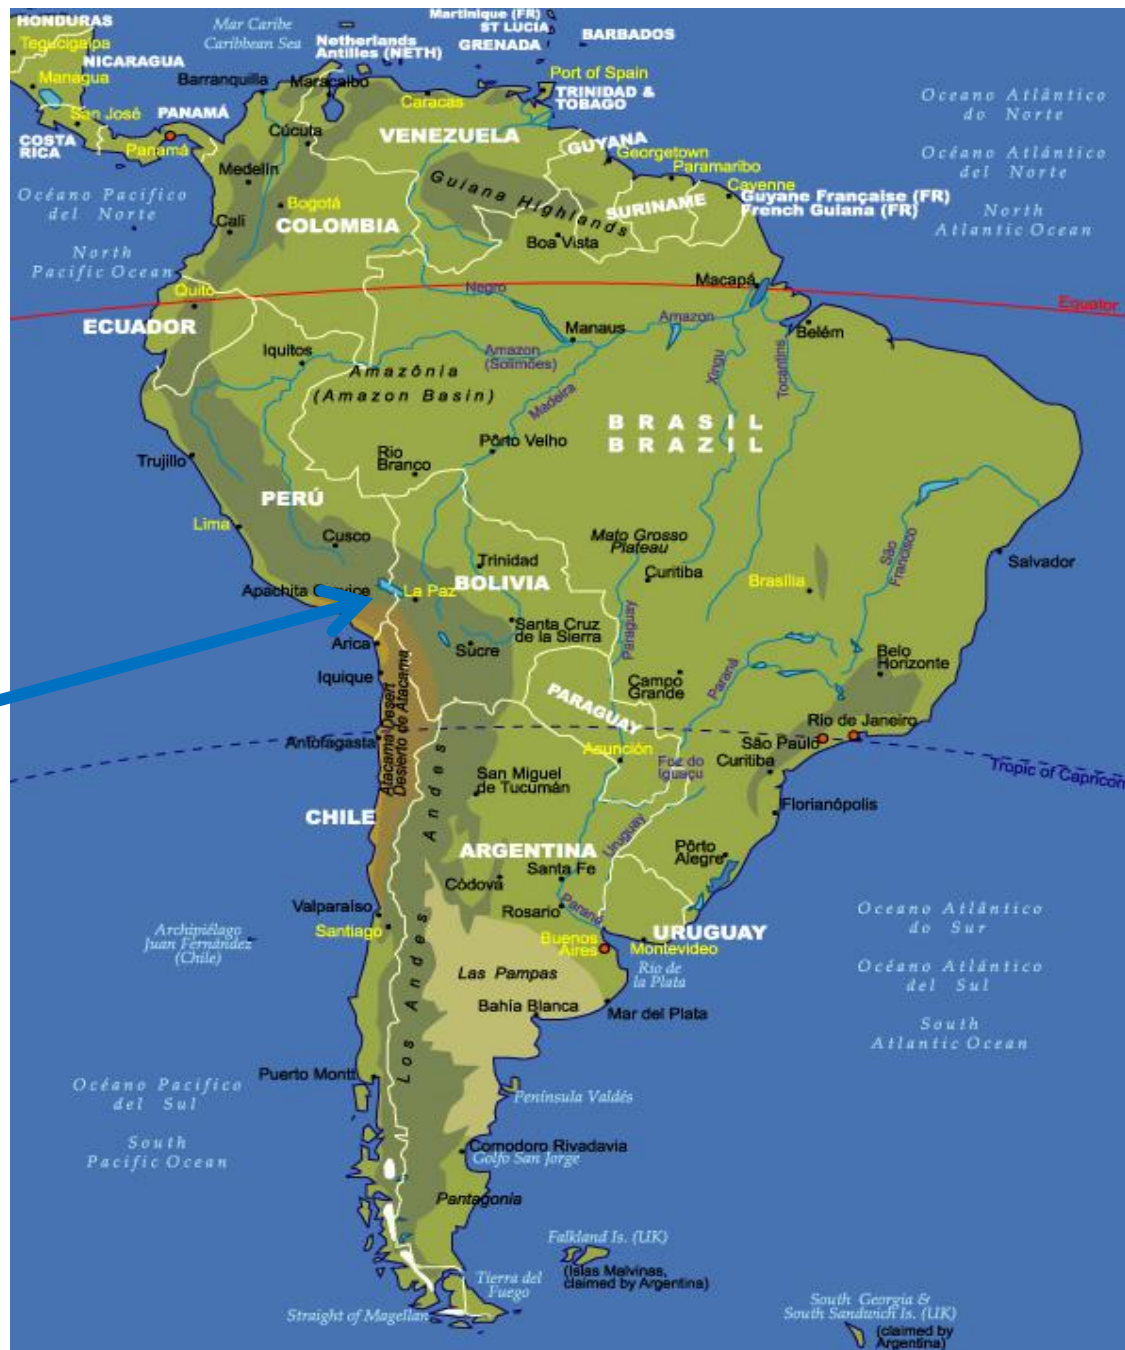 HONDURAS
Tegucigalpa
NICARAGUA
Managua
San José
COSTA
RICA
PANAMÁ
Panamá
Mar Caribe
Caribbean Sea
Netherlands
Antilles (NETH)
Martinique (FR)
ST LUCIA
GRENADA
BARBADOS
Port of Spain
TRINIDAD &
TOBAGO
Barranquilla
Maracaibo
Caracas
Cúcuta
VENEZUELA
GUYANA
Georgetown
Paramaribo
Cayenne
Guyane Française (FR)
French Guiana (FR)
SURINAME
Guiana Highlands
Boa Vista
Medelín
Bogotá
Cali
COLOMBIA
Oceano Atlântico
do Norte
Océano Atlántico
del Norte
North
Atlantic Ocean
Océano Pacífico
del Norte
North
Pacific Ocean
Quito
ECUADOR
Negro
Macapá
Equator
Iquitos
Amazon
(Solimões)
Manaus
Amazon
Belém
Xingu
Tocantins
Amazônia
(Amazon Basin)
Madeira
BRASIL
BRAZIL
Trujillo
Rio
Branco
Pôrto Velho
PERÚ
Lima
Cusco
Mato Grosso
Plateau
São
Francisco
Salvador
Trinidad
BOLIVIA
Curitiba
Brasília
Apachita
La Paz
Santa Cruz
de la Sierra
Paraguay
Arica
Sucre
Belo
Horizonte
Iquique
Campo
Grande
Paraná
PARAGUAY
Atacama Desert
Desierto de Atacama
Rio de Janeiro
Antofagasta
Asunción
São Paulo
Foz do
Iguaçu
Curitiba
Tropic of Capricorn
San Miguel
de Tucumán
Florianópolis
CHILE
Uruguay
ARGENTINA
Pôrto
Alegre
Santa Fe
Códova
Valparaíso
Rosario
Paraná
Santiago
Archipiélago
Juan Fernández
(Chile)
Buenos
Aires
URUGUAY
Montevideo
Río de
la Plata
Oceano Atlântico
do Sur
Océano Atlántico
del Sul
South
Atlantic Ocean
Las Pampas
Bahía Blanca
Mar del Plata
Los Andes
Andes
Puerto Montt
Océano Pacífico
del Sul
South
Pacific Ocean
Península Valdés
Comodoro Rivadavia
Golfo San Jorge
Patagonia
Falkland Is. (UK)
(Islas Malvinas,
claimed by Argentina)
Tierra del
Fuego
Straight of Magellan
South Georgia &
South Sandwich Is. (UK)
(claimed by
Argentina)